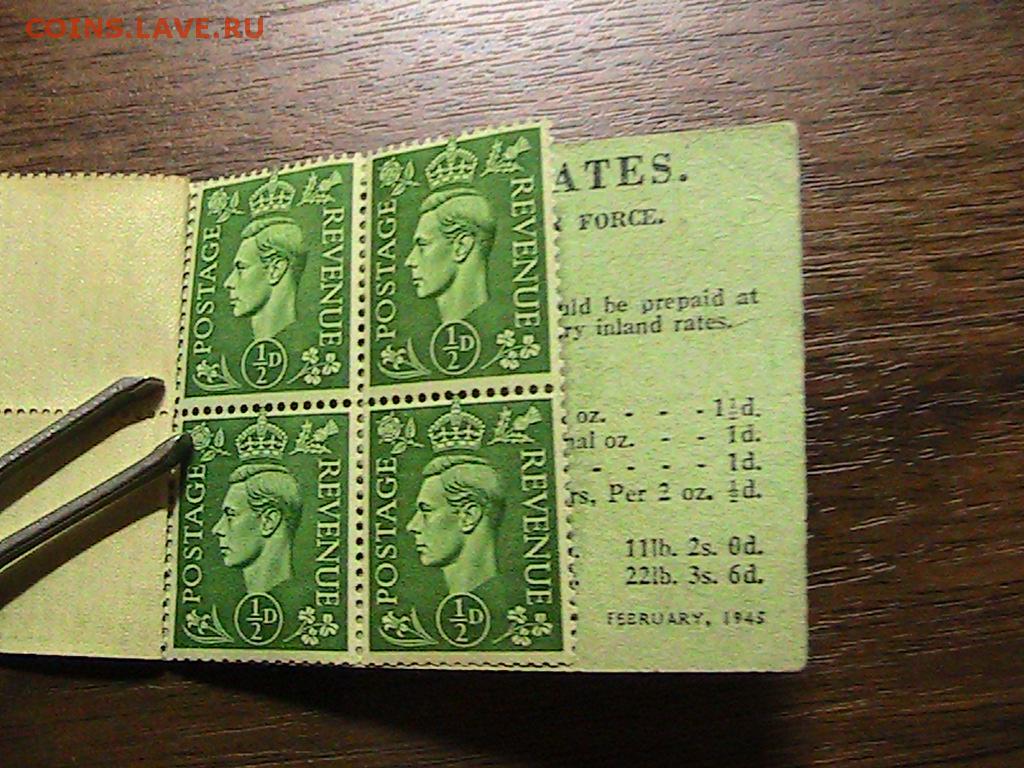 COINS.LAVE.RU
POSTAGE REVENUE
½D
POSTAGE REVENUE
½D
POSTAGE REVENUE
½D
POSTAGE REVENUE
½D
ATES.
FORCE.
uld be prepaid at
ry inland rates.
oz. - - - 1½d.
nal oz. - - 1d.
- - - - - 1d.
rs, Per 2 oz. ½d.
11lb. 2s. 0d.
22lb. 3s. 6d.
FEBRUARY, 1945